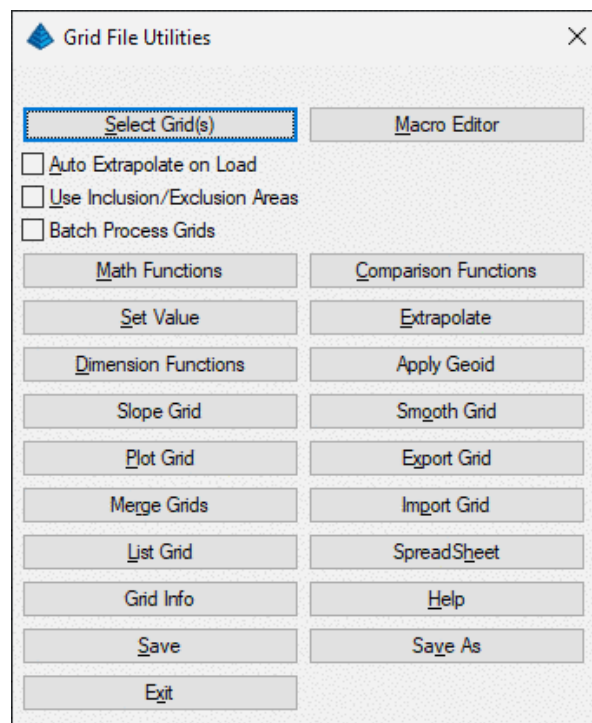 Grid File Utilities
Select Grid(s) Macro Editor
Auto Extrapolate on Load
Use Inclusion/Exclusion Areas
Batch Process Grids
Math Functions Comparison Functions
Set Value Extrapolate
Dimension Functions Apply Geoid
Slope Grid Smooth Grid
Plot Grid Export Grid
Merge Grids Import Grid
List Grid SpreadSheet
Grid Info Help
Save Save As
Exit